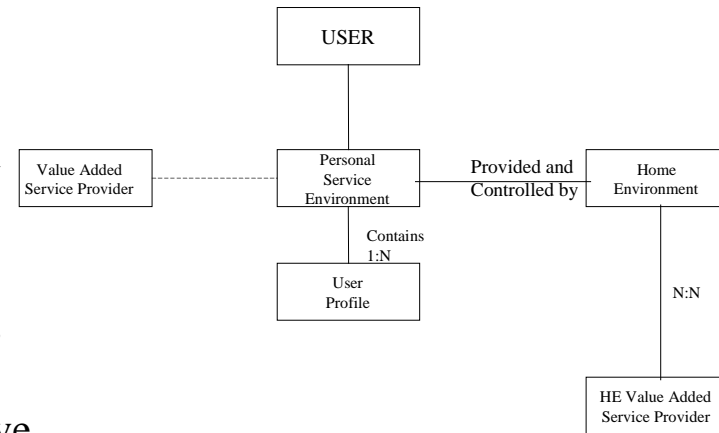 USER
Value Added
Service Provider
Personal
Service
Environment
Provided and
Controlled by
Home
Environment
Contains
1:N
User
Profile
N:N
HE Value Added
Service Provider